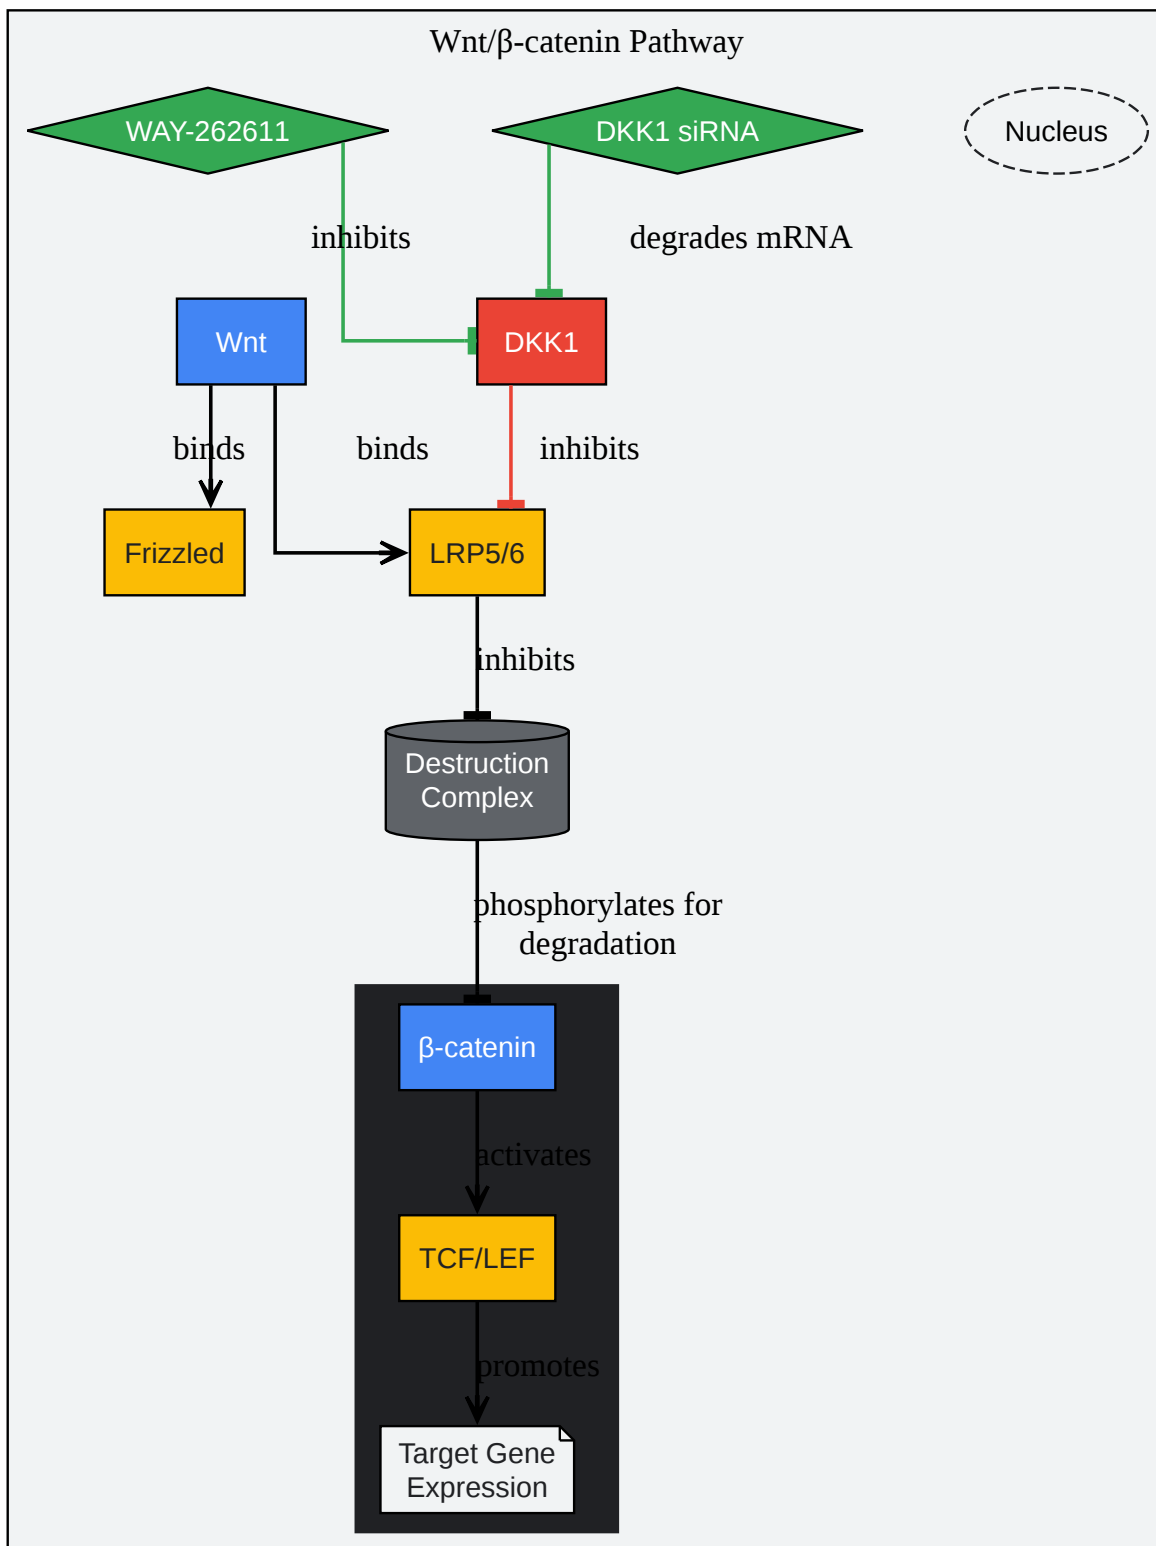 Wnt/β-catenin Pathway
WAY-262611
DKK1 siRNA
Nucleus
inhibits
degrades mRNA
Wnt
DKK1
binds
binds
inhibits
Frizzled
LRP5/6
inhibits
Destruction
Complex
phosphorylates for
degradation
β-catenin
activates
TCF/LEF
promotes
Target Gene
Expression